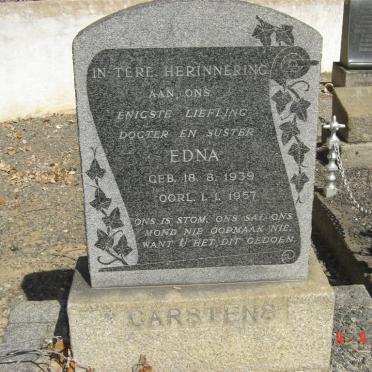 IN TERE HERINNERING
AAN ONS
ENIGSTE LIEFLING
DOGTER EN SUSTER
EDNA
GEB. 18. 8. 1939
OORL. 1. 1. 1957
ONS IS STOM, ONS SAL ONS
MOND NIE OOPMAAK NIE,
WANT U HET DIT GEDOEN.
CARSTENS